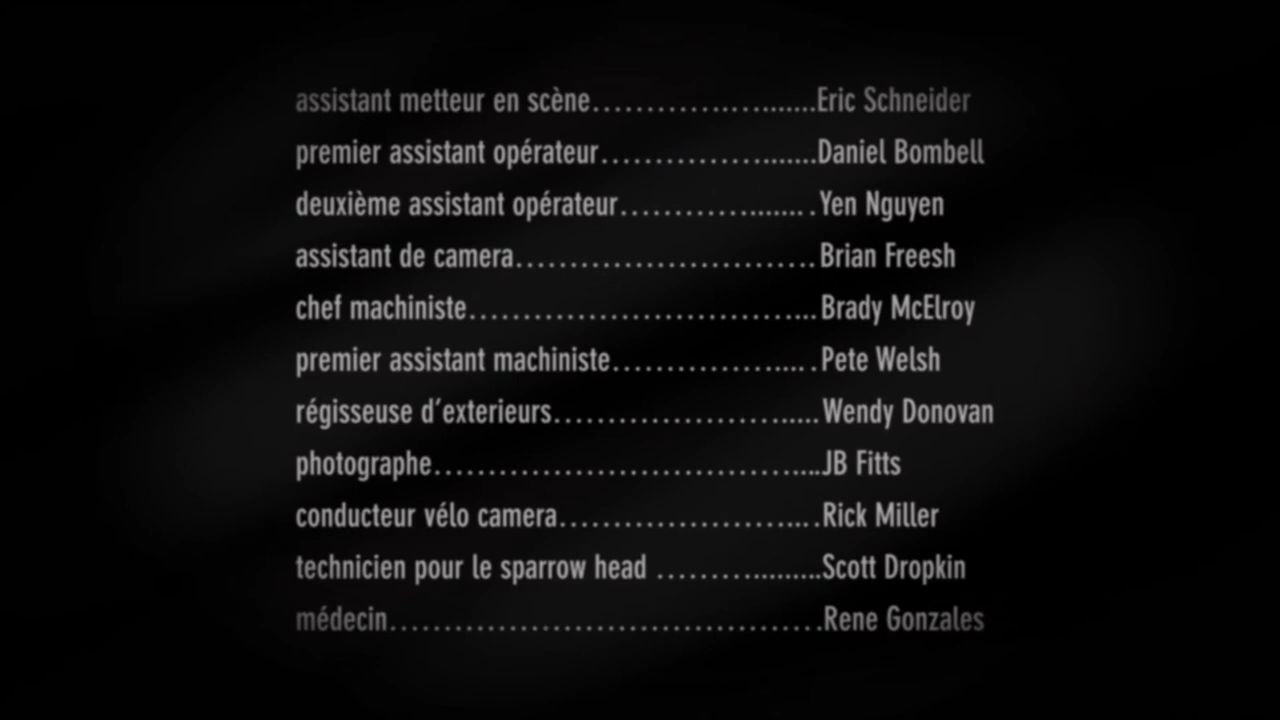 assistant metteur en scène........................Eric Schneider
premier assistant opérateur........................Daniel Bombell
deuxième assistant opérateur.....................Yen Nguyen
assistant de camera..............................Brian Freesh
chef machiniste..................................Brady McElroy
premier assistant machiniste.....................Pete Welsh
régisseuse d’exterieurs..........................Wendy Donovan
photographe......................................JB Fitts
conducteur vélo camera...........................Rick Miller
technicien pour le sparrow head ..................Scott Dropkin
médecin..........................................Rene Gonzales